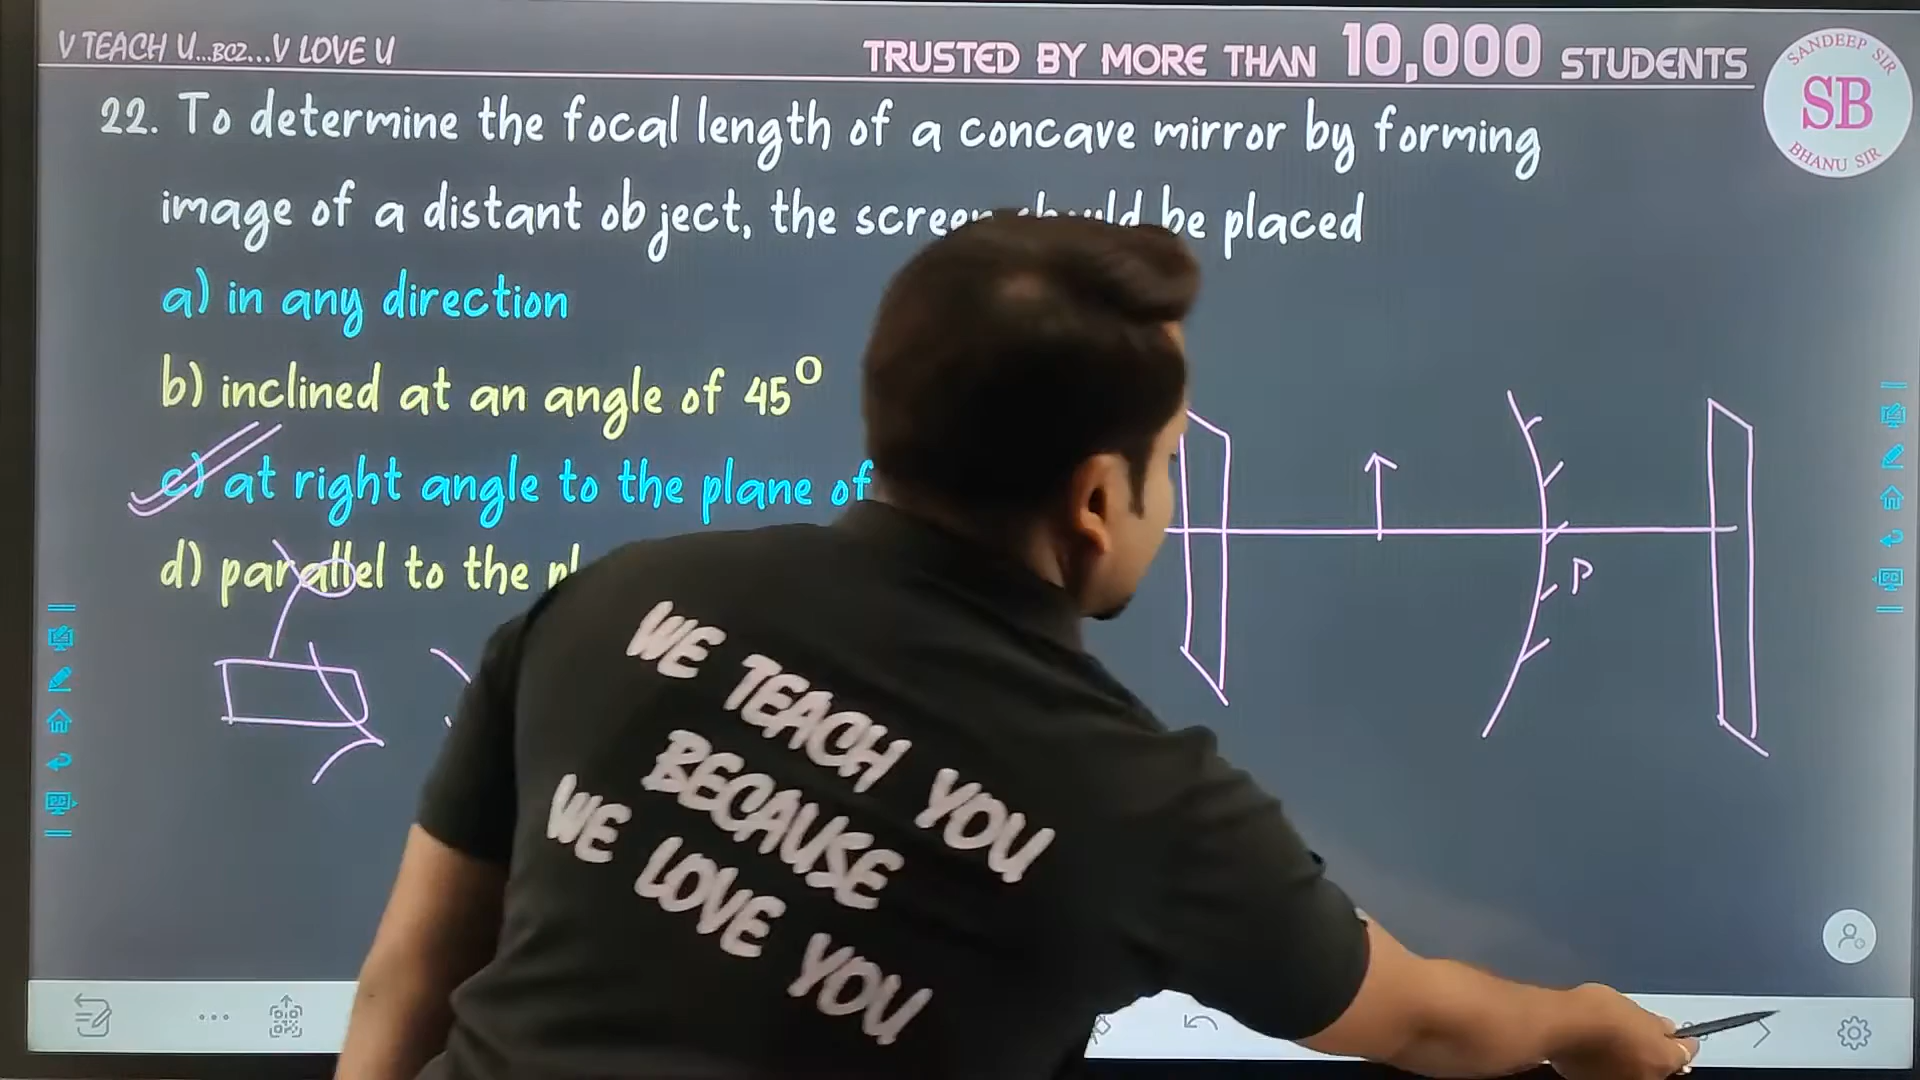 V TEACH U...BCZ...V LOVE U
TRUSTED BY MORE THAN 10,000 STUDENTS
SANDEEP SIR
SB
BHANU SIR
22. To determine the focal length of a concave mirror by forming
image of a distant object, the screen should be placed
a) in any direction
b) inclined at an angle of 45°
c) at right angle to the plane of
d) parallel to the
P
WE TEACH YOU
BECAUSE
WE LOVE YOU